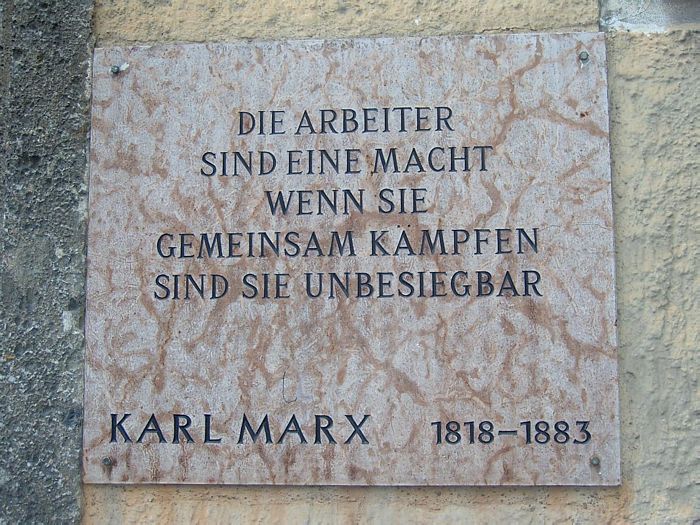 DIE ARBEITER
SIND EINE MACHT
WENN SIE
GEMEINSAM KÄMPFEN
SIND SIE UNBESIEGBAR
KARL MARX 1818–1883